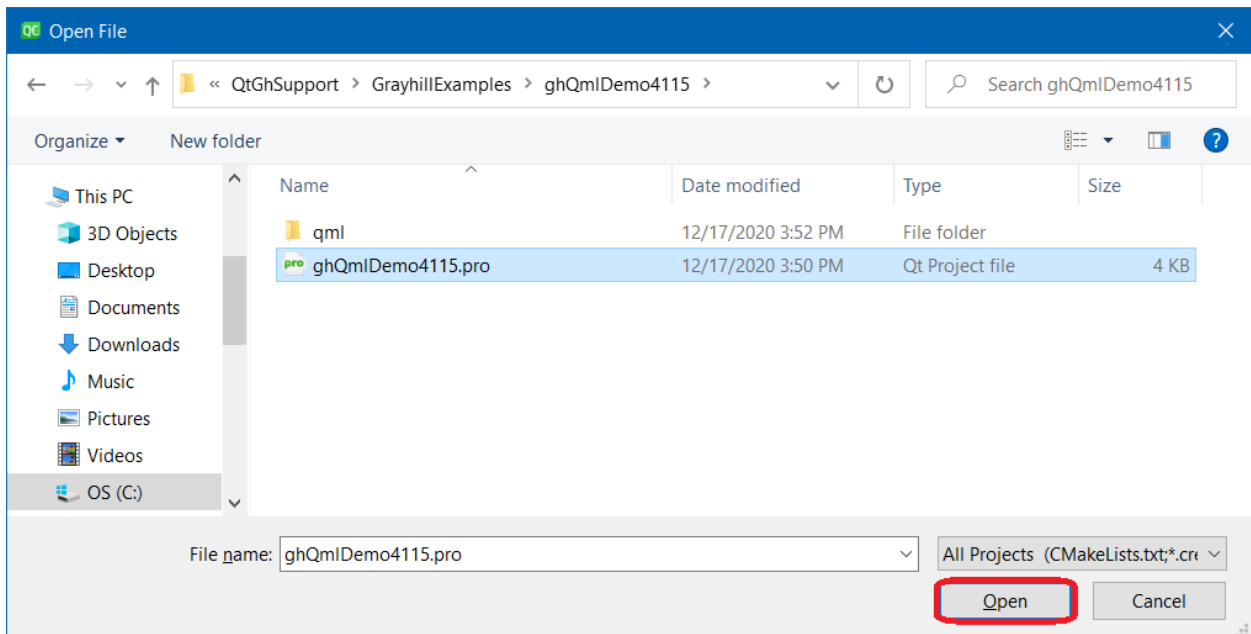 QC Open File
« QtGhSupport > GrayhillExamples > ghQmlDemo4115 >
Search ghQmlDemo4115
Organize
New folder
?
Name
Date modified
Type
Size
This PC
3D Objects
Desktop
Documents
Downloads
Music
Pictures
Videos
OS (C:)
qml 12/17/2020 3:52 PM File folder
pro ghQmlDemo4115.pro 12/17/2020 3:50 PM Qt Project file 4 KB
File name: ghQmlDemo4115.pro
All Projects (CMakeLists.txt;*.cre
Open
Cancel